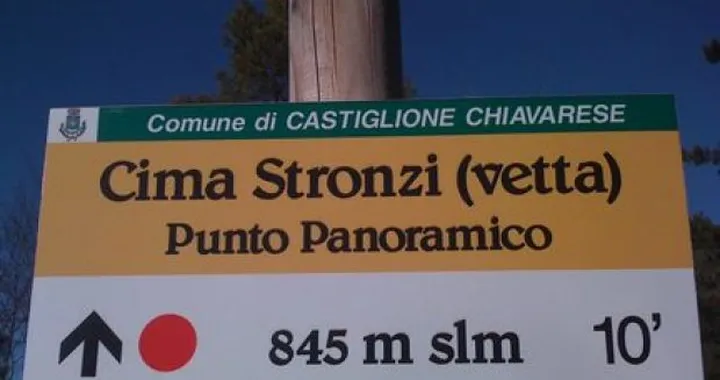 Comune di CASTIGLIONE CHIAVARESE
Cima Stronzi (vetta)
Punto Panoramico
845 m slm 10'